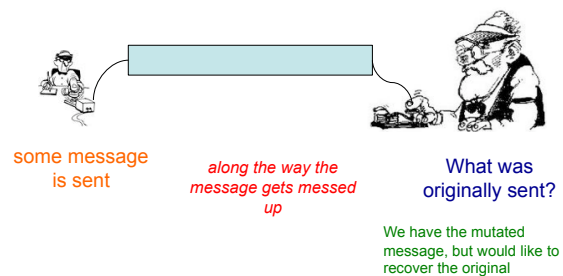 some message
is sent
along the way the
message gets messed
up
What was
originally sent?
We have the mutated
message, but would like to
recover the original